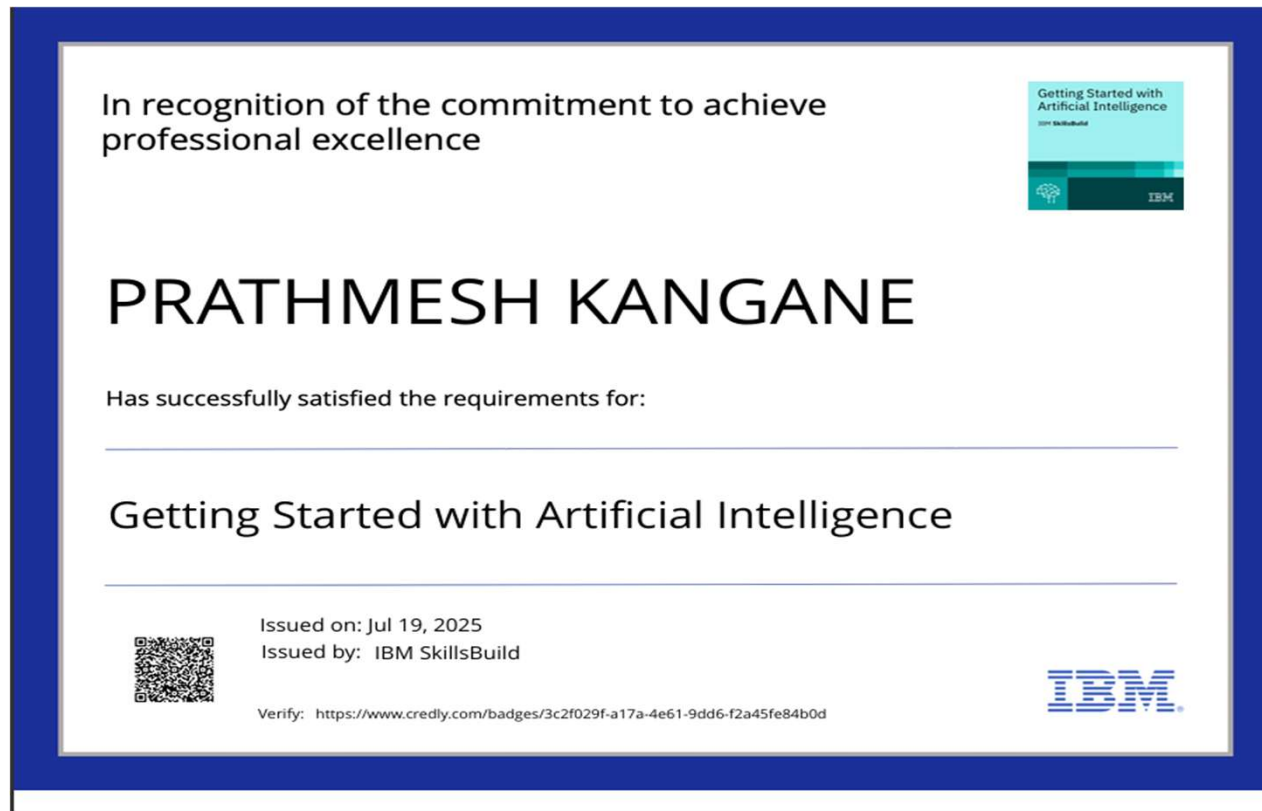 In recognition of the commitment to achieve
professional excellence
Getting Started with
Artificial Intelligence
IBM SkillsBuild
IBM
PRATHMESH KANGANE
Has successfully satisfied the requirements for:
Getting Started with Artificial Intelligence
Issued on: Jul 19, 2025
Issued by: IBM SkillsBuild
Verify: https://www.credly.com/badges/3c2f029f-a17a-4e61-9dd6-f2a45fe84b0d
IBM